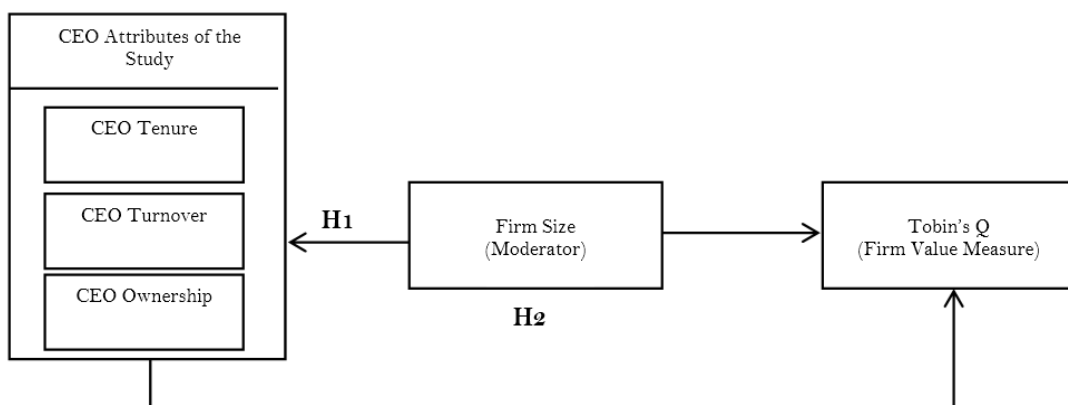 CEO Attributes of the
Study
CEO Tenure
CEO Turnover
CEO Ownership
H1
Firm Size
(Moderator)
H2
Tobin's Q
(Firm Value Measure)